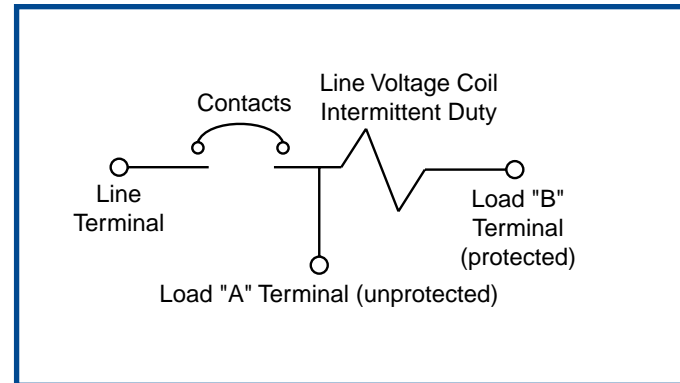 Contacts
Line Voltage Coil
Intermittent Duty
Line
Terminal
Load "B"
Terminal
(protected)
Load "A" Terminal (unprotected)